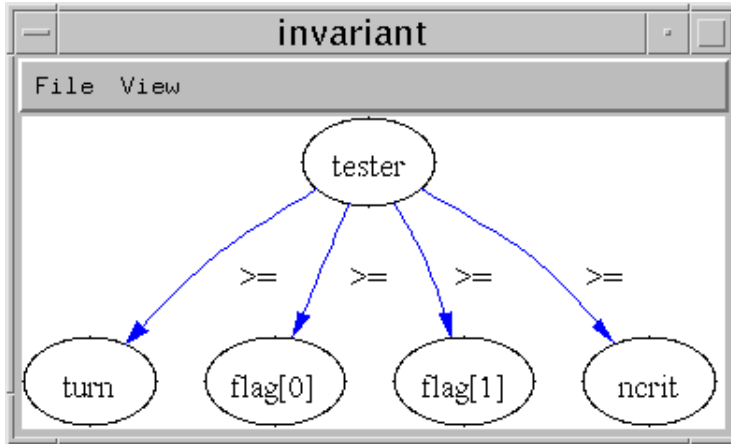 invariant
File View
tester
>= >= >= >=
turn flag[0] flag[1] ncrit